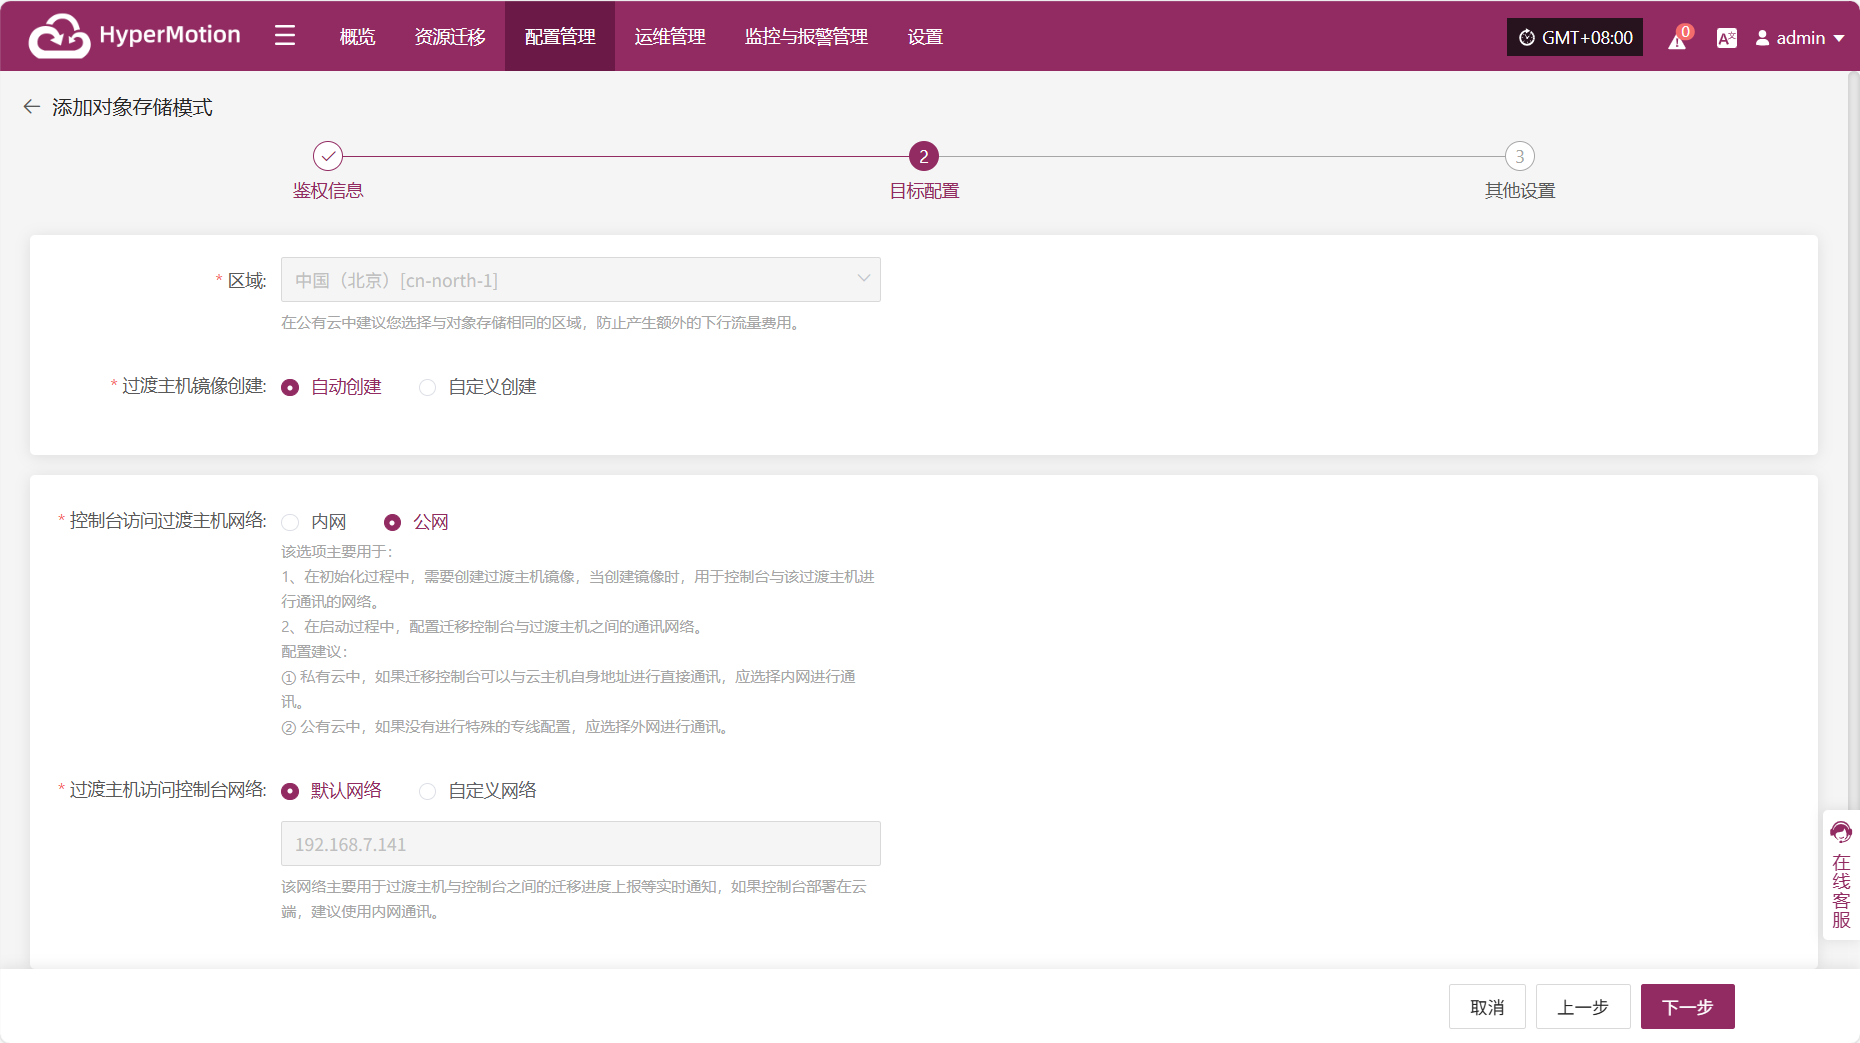 HyperMotion
概览
资源迁移
配置管理
运维管理
监控与报警管理
设置
GMT+08:00
0
admin
添加对象存储模式
2
3
鉴权信息
目标配置
其他设置
* 区域:
中国（北京）[cn-north-1]
在公有云中建议您选择与对象存储相同的区域，防止产生额外的下行流量费用。
* 过渡主机镜像创建:
自动创建
自定义创建
* 控制台访问过渡主机网络:
内网
公网
该选项主要用于：
1、在初始化过程中，需要创建过渡主机镜像，当创建镜像时，用于控制台与该过渡主机进
行通讯的网络。
2、在启动过程中，配置迁移控制台与过渡主机之间的通讯网络。
配置建议：
① 私有云中，如果迁移控制台可以与云主机自身地址进行直接通讯，应选择内网进行通
讯。
② 公有云中，如果没有进行特殊的专线配置，应选择外网进行通讯。
* 过渡主机访问控制台网络:
默认网络
自定义网络
192.168.7.141
该网络主要用于过渡主机与控制台之间的迁移进度上报等实时通知，如果控制台部署在云
端，建议使用内网通讯。
在线客服
取消
上一步
下一步